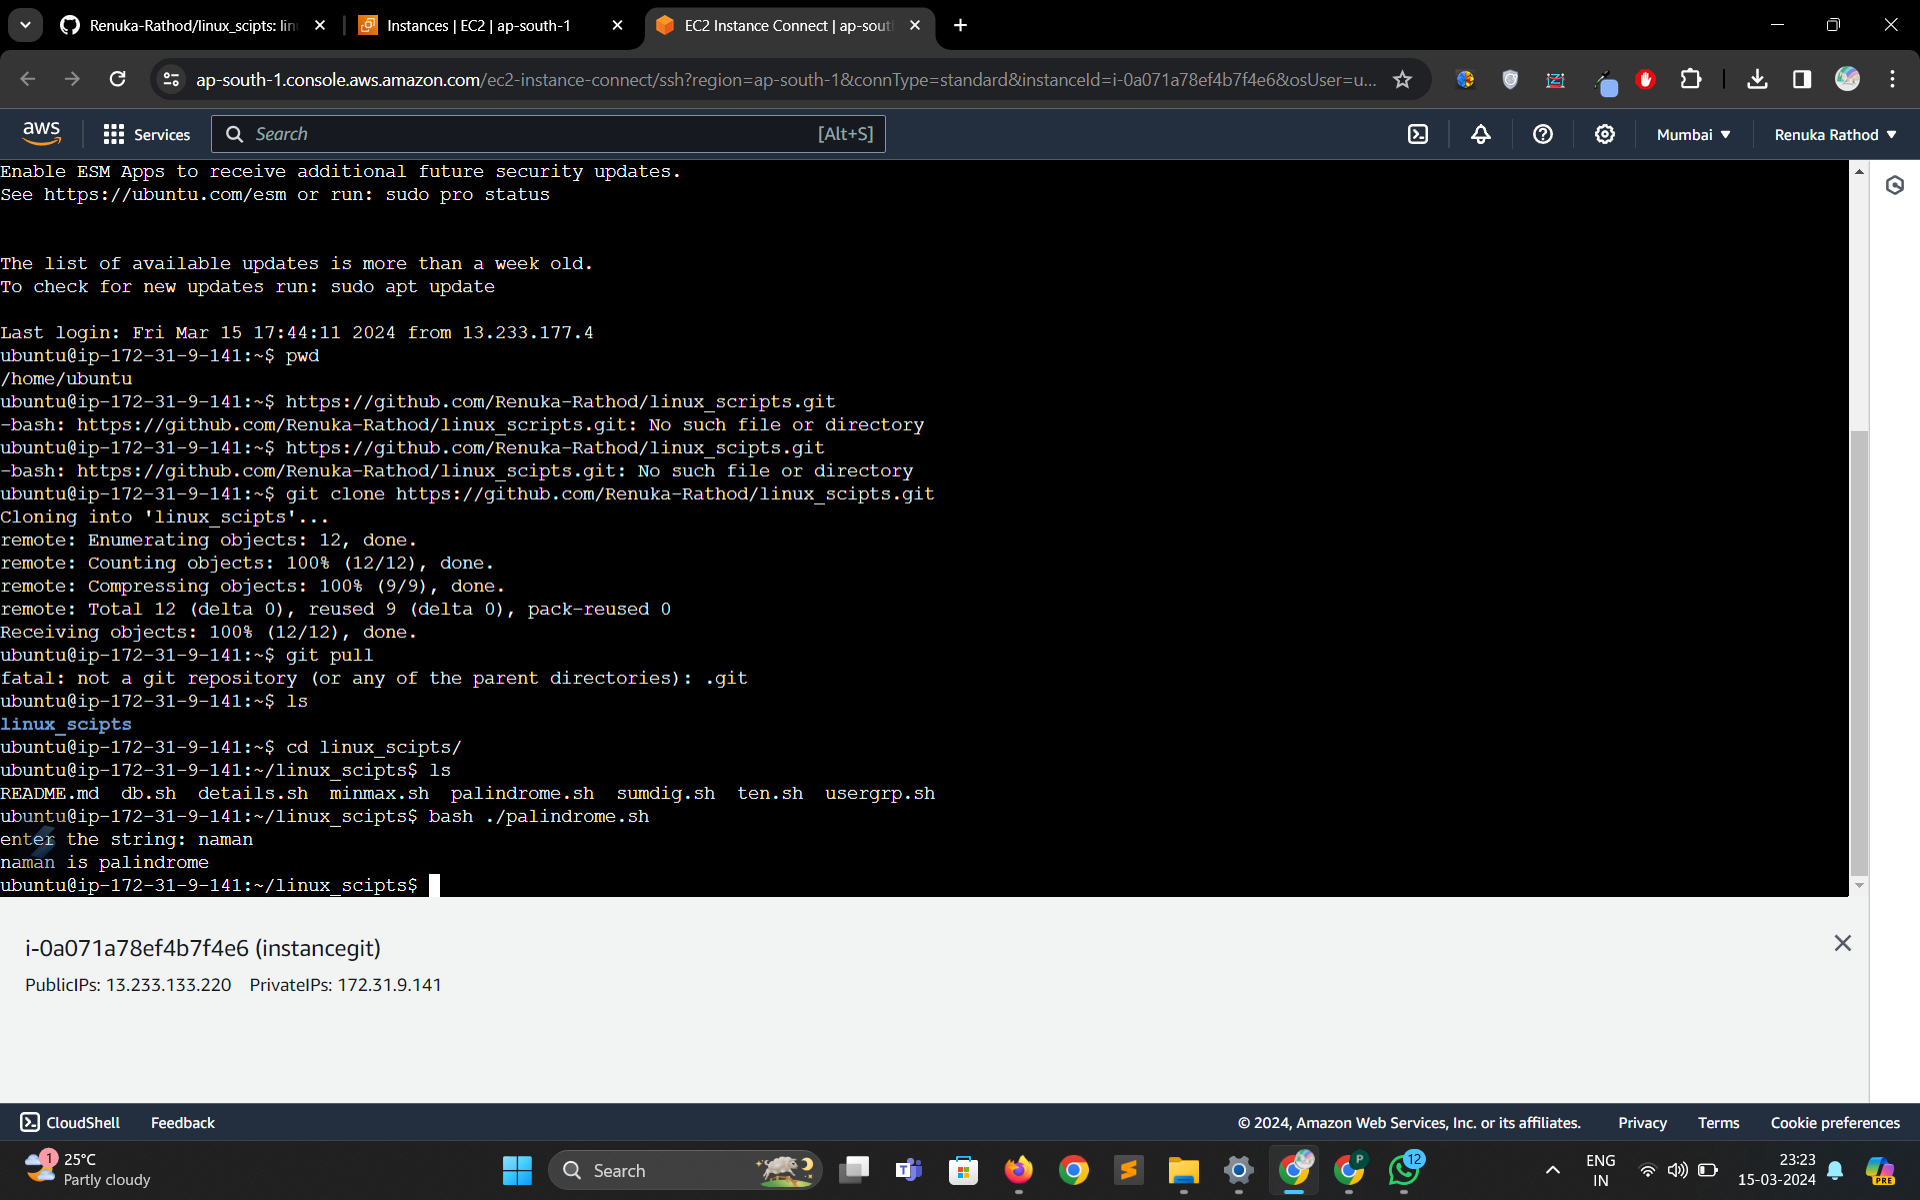 Renuka-Rathod/linux_scipts: lin
Instances | EC2 | ap-south-1
EC2 Instance Connect | ap-sout
ap-south-1.console.aws.amazon.com/ec2-instance-connect/ssh?region=ap-south-1&connType=standard&instanceId=i-0a071a78ef4b7f4e6&osUser=u...
aws Services Search [Alt+S] Mumbai Renuka Rathod
Enable ESM Apps to receive additional future security updates.
See https://ubuntu.com/esm or run: sudo pro status
The list of available updates is more than a week old.
To check for new updates run: sudo apt update
Last login: Fri Mar 15 17:44:11 2024 from 13.233.177.4
ubuntu@ip-172-31-9-141:~$ pwd
/home/ubuntu
ubuntu@ip-172-31-9-141:~$ https://github.com/Renuka-Rathod/linux_scripts.git
-bash: https://github.com/Renuka-Rathod/linux_scripts.git: No such file or directory
ubuntu@ip-172-31-9-141:~$ https://github.com/Renuka-Rathod/linux_scipts.git
-bash: https://github.com/Renuka-Rathod/linux_scipts.git: No such file or directory
ubuntu@ip-172-31-9-141:~$ git clone https://github.com/Renuka-Rathod/linux_scipts.git
Cloning into 'linux_scipts'...
remote: Enumerating objects: 12, done.
remote: Counting objects: 100% (12/12), done.
remote: Compressing objects: 100% (9/9), done.
remote: Total 12 (delta 0), reused 9 (delta 0), pack-reused 0
Receiving objects: 100% (12/12), done.
ubuntu@ip-172-31-9-141:~$ git pull
fatal: not a git repository (or any of the parent directories): .git
ubuntu@ip-172-31-9-141:~$ ls
linux_scipts
ubuntu@ip-172-31-9-141:~$ cd linux_scipts/
ubuntu@ip-172-31-9-141:~/linux_scipts$ ls
README.md db.sh details.sh minmax.sh palindrome.sh sumdig.sh ten.sh usergrp.sh
ubuntu@ip-172-31-9-141:~/linux_scipts$ bash ./palindrome.sh
enter the string: naman
naman is palindrome
ubuntu@ip-172-31-9-141:~/linux_scipts$
i-0a071a78ef4b7f4e6 (instancegit)
PublicIPs: 13.233.133.220 PrivateIPs: 172.31.9.141
CloudShell Feedback © 2024, Amazon Web Services, Inc. or its affiliates. Privacy Terms Cookie preferences
1 25°C
Partly cloudy
Search
P
12
ENG
IN
23:23
15-03-2024
PRE